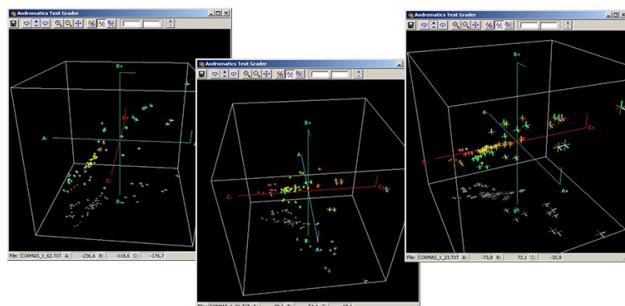 Andromatics Text Grader
B+
A-
C-
B-
File: CORMAS_1_62.TXT A: -236,6 B: -118,6 C: -176,7
Andromatics Text Grader
B+
A-
C-
C+
B-
A+
Andromatics Text Grader
B+
A-
C+
B-
A+
File: CORMAS_1_23.TXT A: -73,8 B: 72,1 C: -32,8